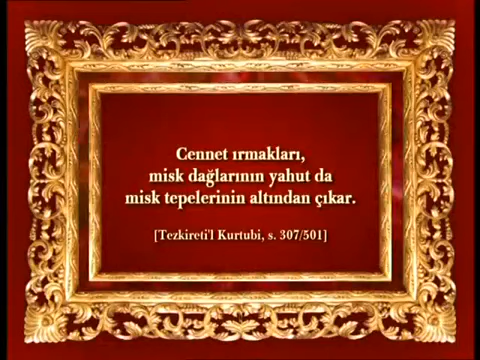 Cennet ırmakları,
misk dağlarının yahut da
misk tepelerinin altından çıkar.
[Tezkireti'l Kurtubi, s. 307/501]